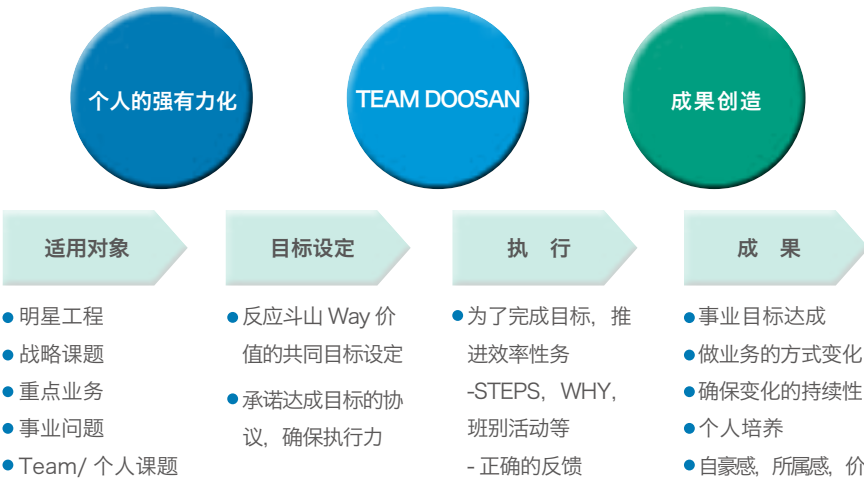 个人的强有力化
TEAM DOOSAN
成果创造
适用对象
目标设定
执 行
成 果
明星工程
战略课题
重点业务
事业问题
Team/ 个人课题
反应斗山 Way 价
值的共同目标设定
承诺达成目标的协
议，确保执行力
为了完成目标，推
进效率性务
-STEPS，WHY，
班别活动等
- 正确的反馈
事业目标达成
做业务的方式变化
确保变化的持续性
个人培养
自豪感，所属感，价